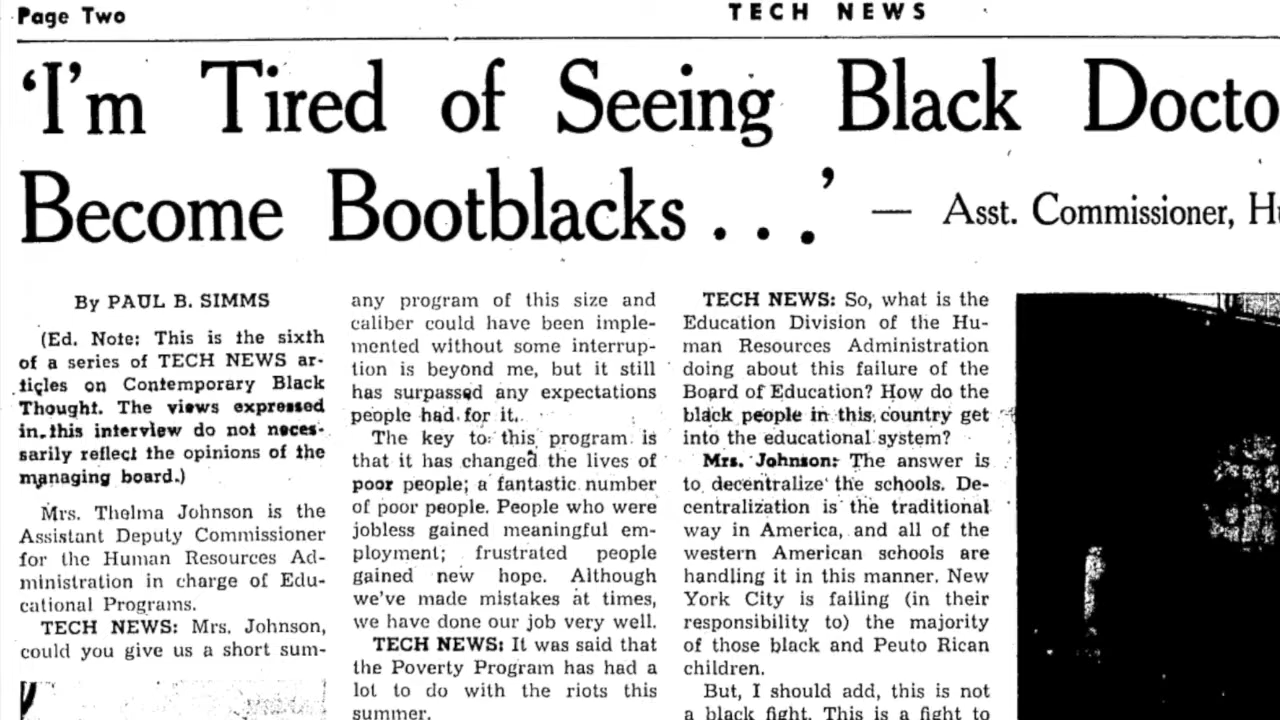 Page Two
TECH NEWS
'I'm Tired of Seeing Black Docto
Become Bootblacks . . .' — Asst. Commissioner, Hu
By PAUL B. SIMMS
(Ed. Note: This is the sixth
of a series of TECH NEWS ar-
ticles on Contemporary Black
Thought. The views expressed
in this interview do not neces-
sarily reflect the opinions of the
managing board.)
Mrs. Thelma Johnson is the
Assistant Deputy Commissioner
for the Human Resources Ad-
ministration in charge of Edu-
cational Programs.
TECH NEWS: Mrs. Johnson,
could you give us a short sum-
any program of this size and
caliber could have been imple-
mented without some interrup-
tion is beyond me, but it still
has surpassed any expectations
people had for it.
The key to this program is
that it has changed the lives of
poor people; a fantastic number
of poor people. People who were
jobless gained meaningful em-
ployment; frustrated people
gained new hope. Although
we've made mistakes at times,
we have done our job very well.
TECH NEWS: It was said that
the Poverty Program has had a
lot to do with the riots this
summer.
TECH NEWS: So, what is the
Education Division of the Hu-
man Resources Administration
doing about this failure of the
Board of Education? How do the
black people in this country get
into the educational system?
Mrs. Johnson: The answer is
to decentralize the schools. De-
centralization is the traditional
way in America, and all of the
western American schools are
handling it in this manner. New
York City is failing (in their
responsibility to) the majority
of those black and Peuto Rican
children.
But, I should add, this is not
a black fight. This is a fight to